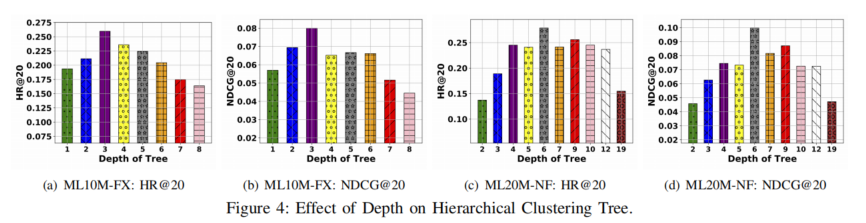 HR@20
0.275
0.250
0.225
0.200
0.175
0.150
0.125
0.100
0.075
1 2 3 4 5 6 7 8
Depth of Tree
NDCG@20
0.08
0.07
0.06
0.05
0.04
0.03
0.02
1 2 3 4 5 6 7 8
Depth of Tree
HR@20
0.25
0.20
0.15
0.10
2 3 4 5 6 7 9 10 12 19
Depth of Tree
NDCG@20
0.10
0.09
0.08
0.07
0.06
0.05
0.04
0.03
0.02
2 3 4 5 6 7 9 10 12 19
Depth of Tree
(a) ML10M-FX: HR@20
(b) ML10M-FX: NDCG@20
(c) ML20M-NF: HR@20
(d) ML20M-NF: NDCG@20
Figure 4: Effect of Depth on Hierarchical Clustering Tree.